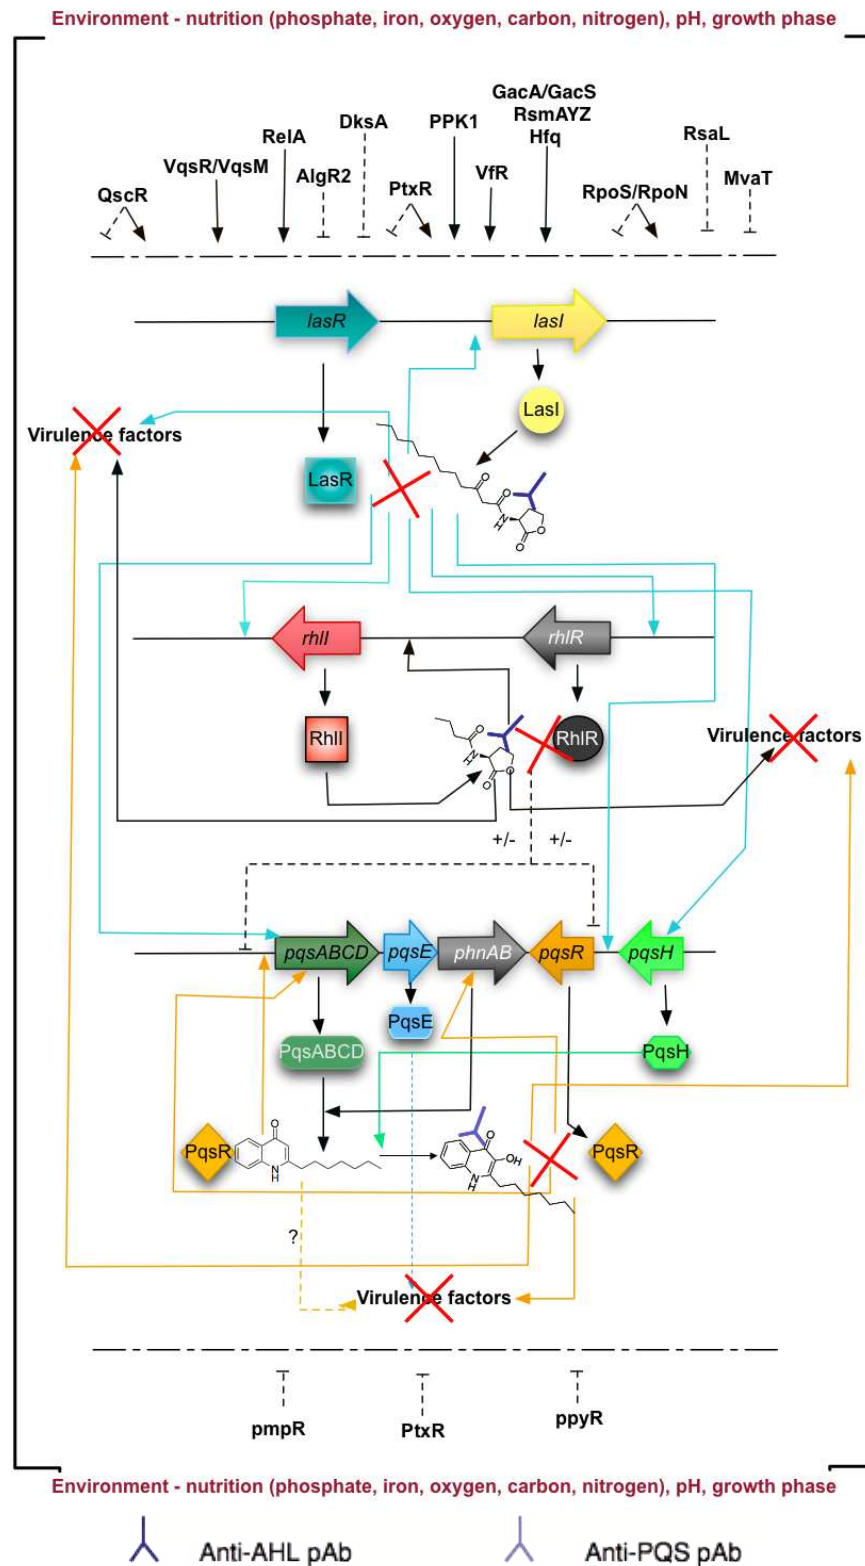 Environment - nutrition (phosphate, iron, oxygen, carbon, nitrogen), pH, growth phase
GacA/GacS
RsmAYZ
Hfq
DksA
PPK1
RelA
RsaL
VqsR/VqsM
AlgR2
VfR
MvaT
QscR
PtxR
RpoS/RpoN
lasR
lasI
LasI
Virulence factors
LasR
O
O
O
N
H
O
O
rhlI
rhlR
RhlI
O
N
H
O
O
RhlR
Virulence factors
+/-
+/-
pqsABCD
pqsE
phnAB
pqsR
pqsH
PqsE
PqsABCD
PqsH
PqsR
O
N
H
O
OH
N
H
PqsR
?
Virulence factors
pmpR
PtxR
ppyR
Environment - nutrition (phosphate, iron, oxygen, carbon, nitrogen), pH, growth phase
Anti-AHL pAb
Anti-PQS pAb